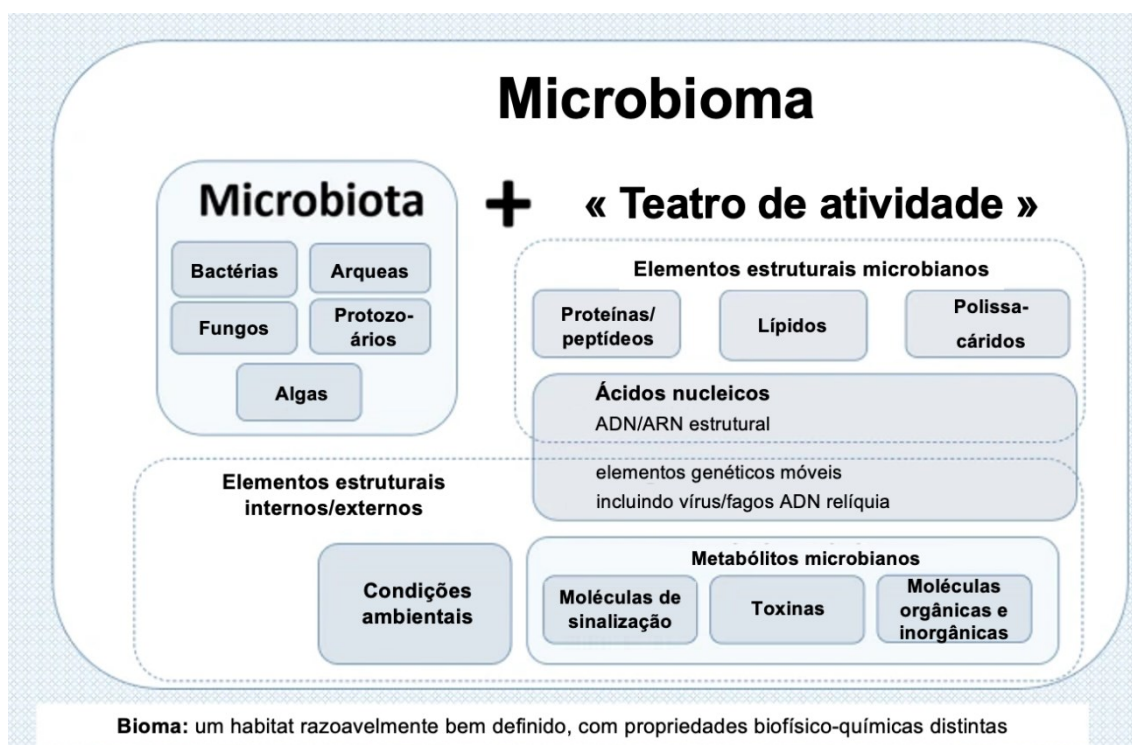 Microbioma
Microbiota
+
« Teatro de atividade »
Bactérias
Arqueas
Fungos
Protozo-
ários
Algas
Elementos estruturais microbianos
Proteínas/
peptídeos
Lípidos
Polissa-
cáridos
Ácidos nucleicos
ADN/ARN estrutural
elementos genéticos móveis
incluindo vírus/fagos ADN relíquia
Elementos estruturais
internos/externos
Condições
ambientais
Metabólitos microbianos
Moléculas de
sinalização
Toxinas
Moléculas
orgânicas e
inorgânicas
Bioma: um habitat razoavelmente bem definido, com propriedades biofísico-químicas distintas